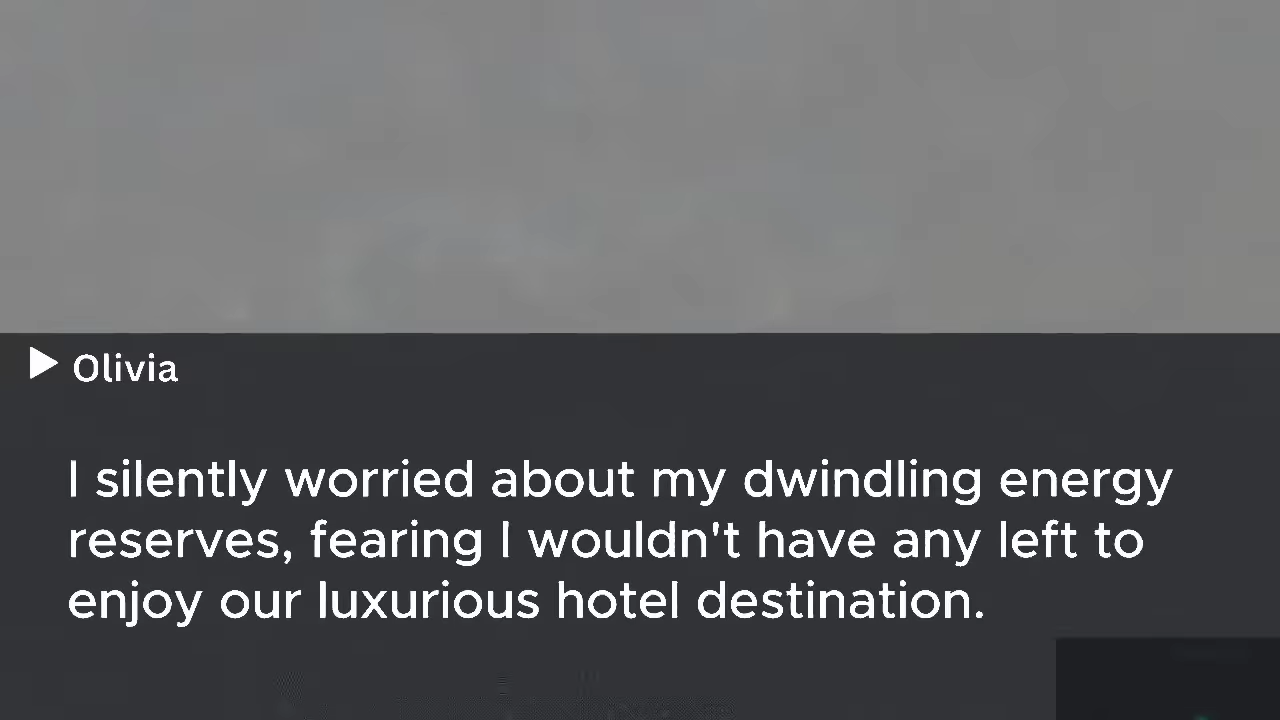 Olivia
I silently worried about my dwindling energy
reserves, fearing I wouldn't have any left to
enjoy our luxurious hotel destination.